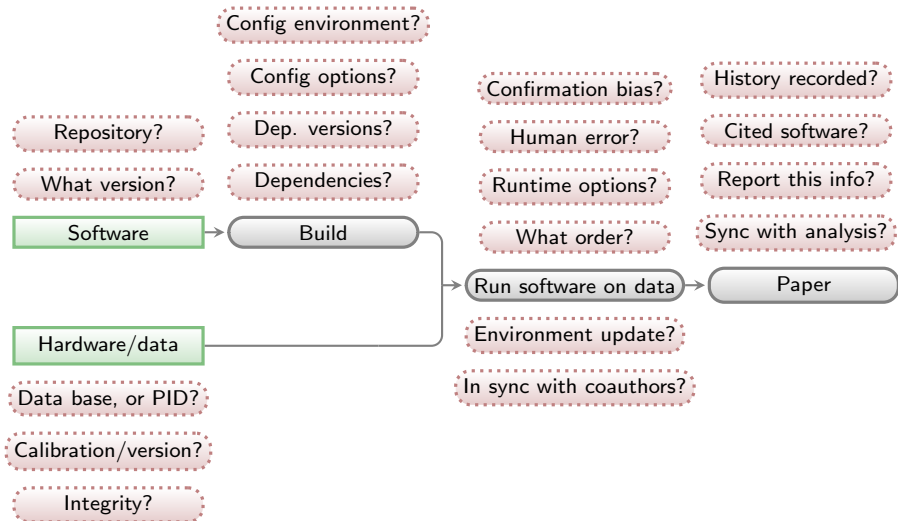 Config environment?
Config options?
Dep. versions?
Dependencies?
Repository?
What version?
Software
Build
Confirmation bias?
Human error?
Runtime options?
What order?
Run software on data
History recorded?
Cited software?
Report this info?
Sync with analysis?
Paper
Hardware/data
Environment update?
In sync with coauthors?
Data base, or PID?
Calibration/version?
Integrity?